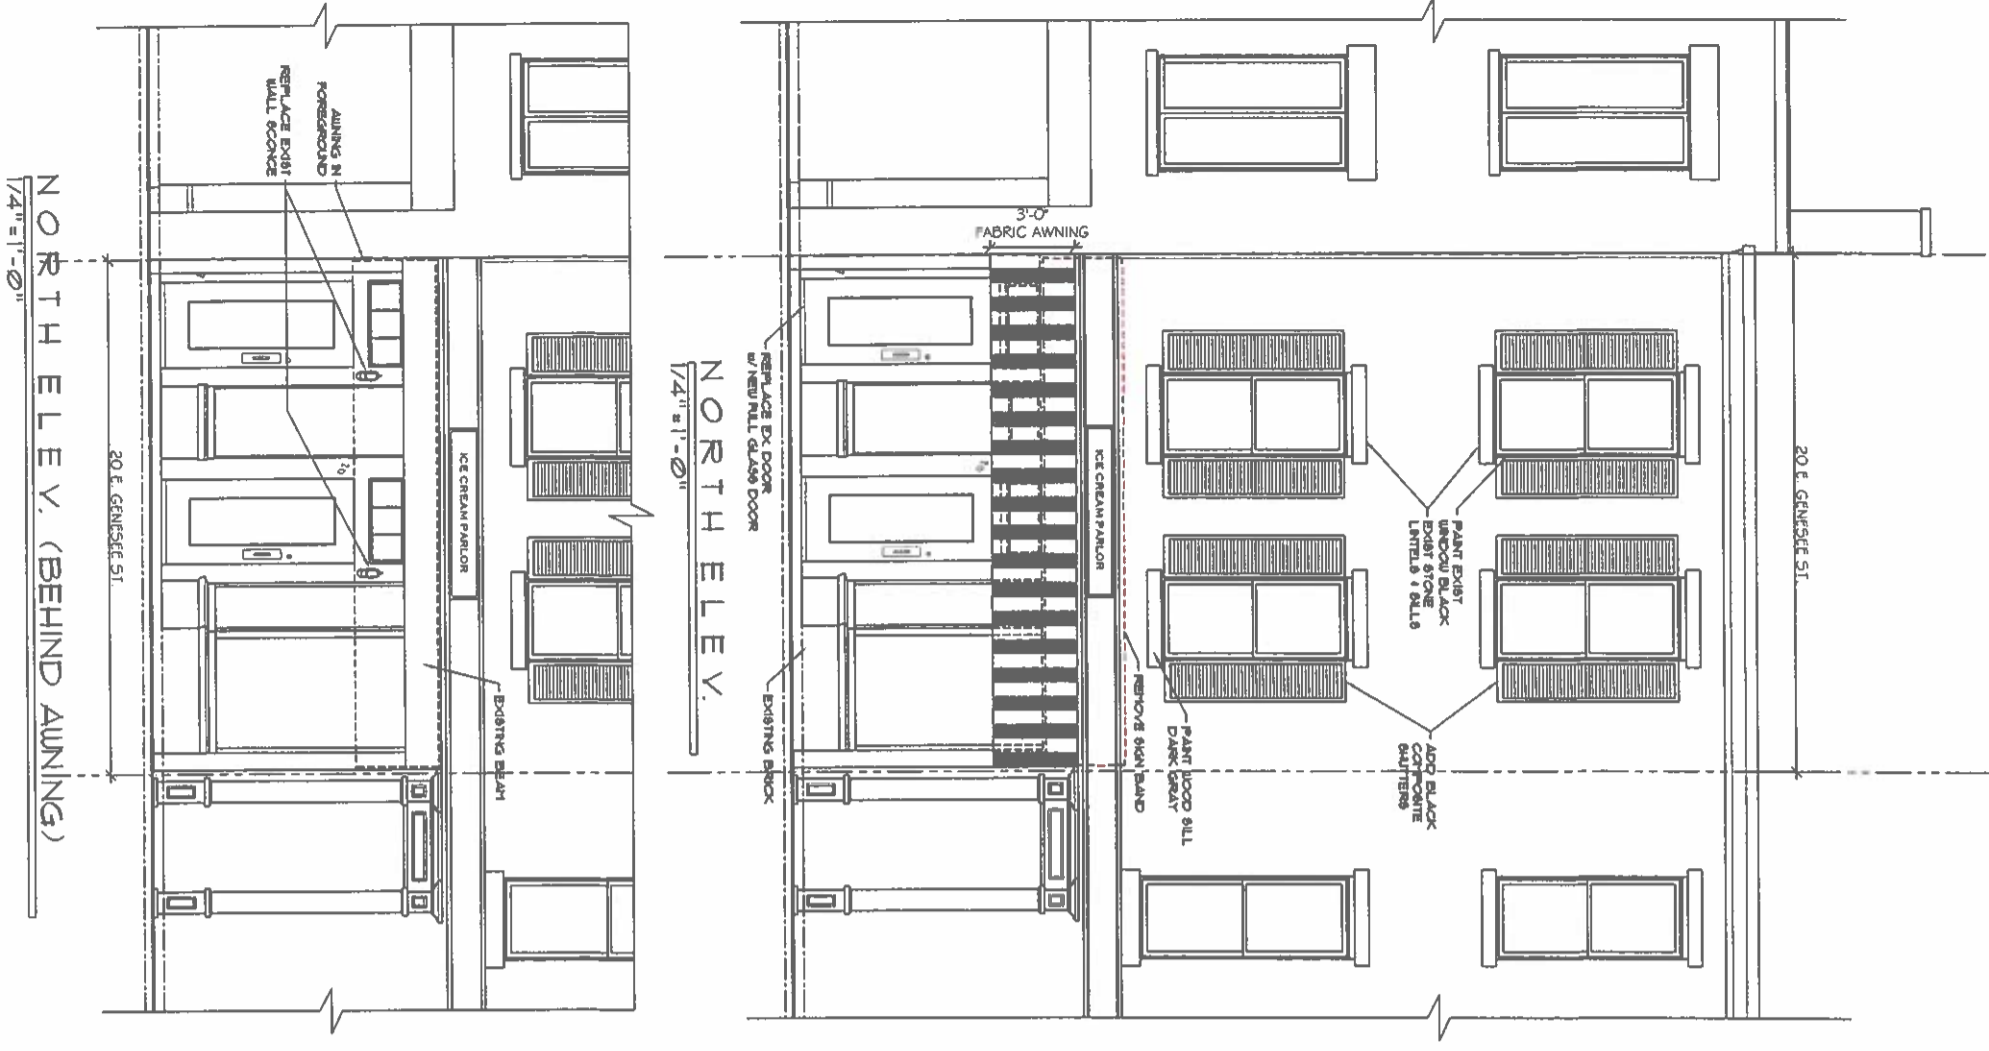 20 E. GENESEE ST.
PAINT EXIST
WINDOW BLACK
EXIST STONE
LINTELS & SILLS
ADD BLACK
COMPOSITE
SHUTTERS
PAINT WOOD SILL
DARK GRAY
REMOVE SIGN BAND
ICE CREAM PARLOR
3'-0"
FABRIC AWNING
REPLACE EX DOOR
W/ NEW FULL GLASS DOOR
EXISTING BRICK
NORTH ELEV.
1/4" = 1'-0"
ICE CREAM PARLOR
EXISTING BEAM
AWNING IN
FOREGROUND
REPLACE EXIST
WALL SCONCE
20
20 E. GENESEE ST.
NORTH ELEV. (BEHIND AWNING)
1/4" = 1'-0"